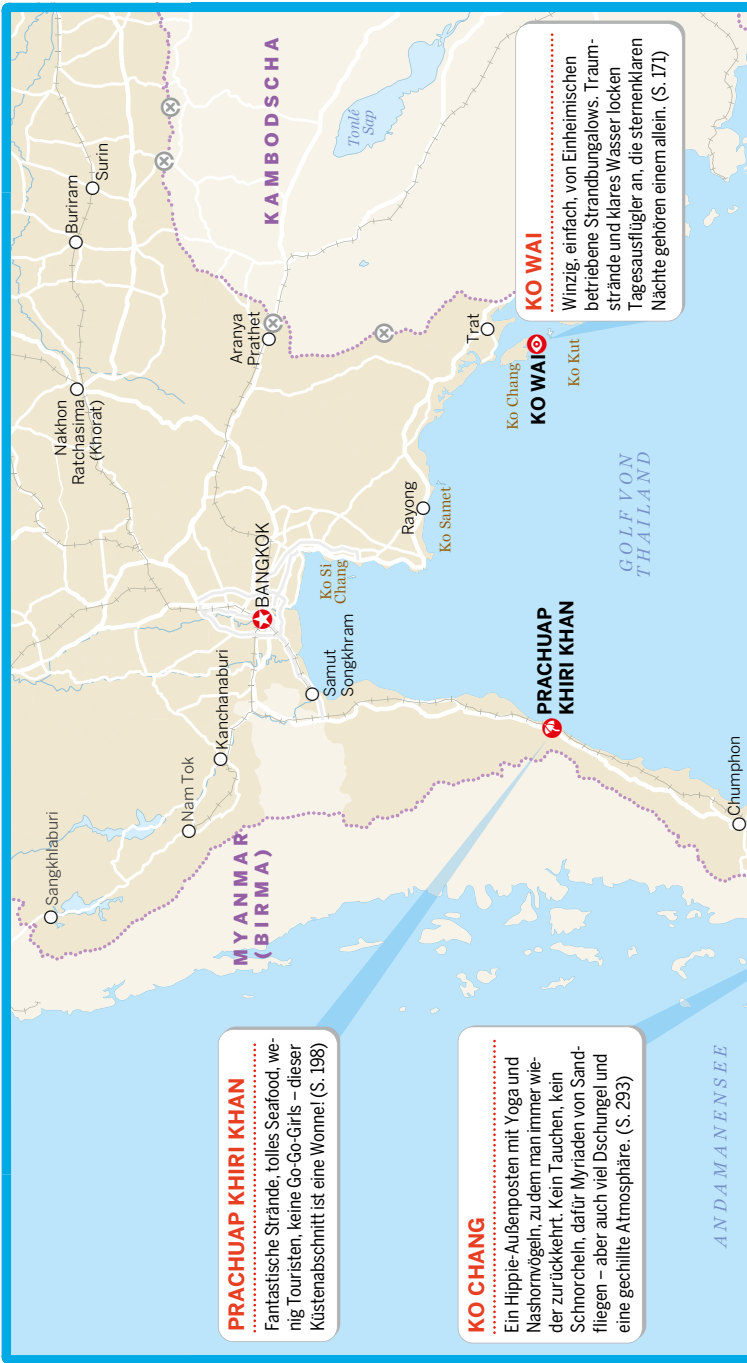 Sangkhlaburi
Nam Tok
Kanchanaburi
MYANMAR
(BIRMA)
BANGKOK
Samut
Songkhram
Nakhon
Ratchasima
(Khorat)
Buriram
Surin
Aranya
Prathet
KAMBODSCHA
Tonlé
Sap
Ko Si
Chang
Rayong
Ko Samet
Trat
Ko Chang
KO WAI
Ko Kut
GOLF VON
THAILAND
PRACHUAP
KHIRI KHAN
Chumphon
ANDAMANENSEE
PRACHUAP KHIRI KHAN
Fantastische Strände, tolles Seafood, we-
nig Touristen, keine Go-Go-Girls – dieser
Küstenabschnitt ist eine Wonne! (S. 198)
KO CHANG
Ein Hippie-Außenposten mit Yoga und
Nashornvögeln, zu dem man immer wie-
der zurückkehrt. Kein Tauchen, kein
Schnorcheln, dafür Myriaden von Sand-
fliegen – aber auch viel Dschungel und
eine gechillte Atmosphäre. (S. 293)
KO WAI
Winzig, einfach, von Einheimischen
betriebene Strandbungalows. Traum-
strände und klares Wasser locken
Tagesausflügler an, die sternenklaren
Nächte gehören einem allein. (S. 171)